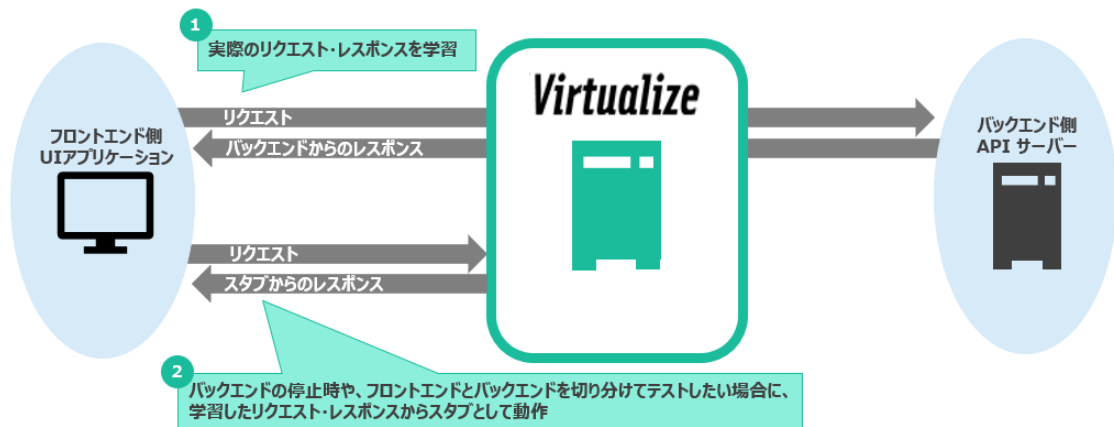 1
実際のリクエスト・レスポンスを学習
Virtualize
リクエスト
バックエンドからのレスポンス
フロントエンド側
UIアプリケーション
バックエンド側
API サーバー
リクエスト
スタブからのレスポンス
2
バックエンドの停止時や、フロントエンドとバックエンドを切り分けてテストしたい場合に、
学習したリクエスト・レスポンスからスタブとして動作